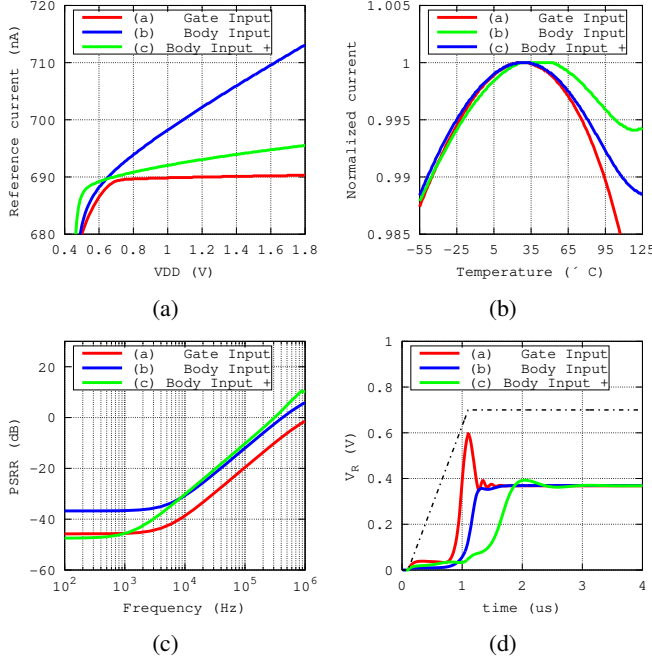 Reference current (nA)
720
710
700
690
680
(a) Gate Input
(b) Body Input
(c) Body Input +
0.4 0.6 0.8 1 1.2 1.4 1.6 1.8
VDD (V)
(a)
Normalized current
1.005
1
0.995
0.99
0.985
(a) Gate Input
(b) Body Input
(c) Body Input +
-55 -25 5 35 65 95 125
Temperature (´ C)
(b)
PSRR (dB)
20
0
-20
-40
-60
(a) Gate Input
(b) Body Input
(c) Body Input +
10^2 10^3 10^4 10^5 10^6
Frequency (Hz)
(c)
V_R (V)
1
0.8
0.6
0.4
0.2
0
(a) Gate Input
(b) Body Input
(c) Body Input +
0 1 2 3 4
time (us)
(d)